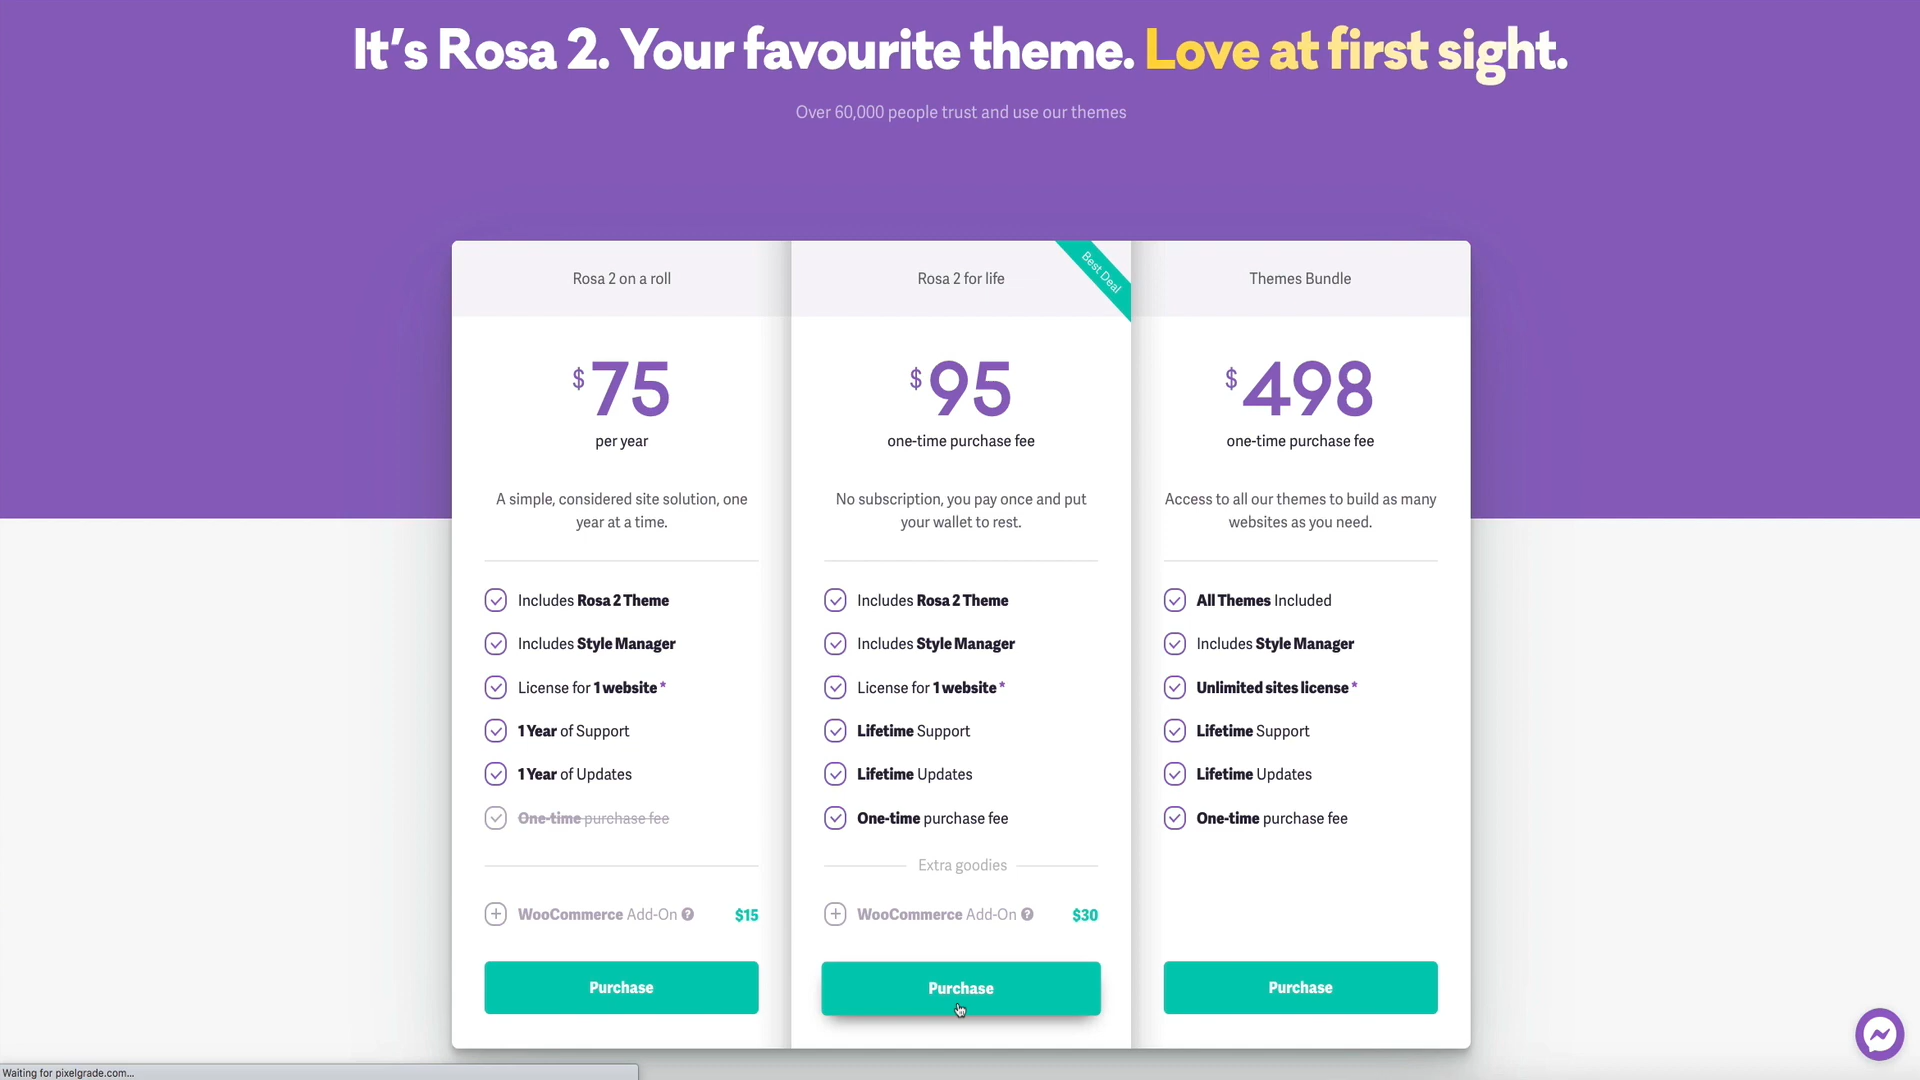 It's Rosa 2. Your favourite theme. Love at first sight.
Over 60,000 people trust and use our themes
Rosa 2 on a roll
$75
per year
A simple, considered site solution, one
year at a time.
Includes Rosa 2 Theme
Includes Style Manager
License for 1 website *
1 Year of Support
1 Year of Updates
One-time purchase fee
WooCommerce Add-On ? $15
Purchase
Rosa 2 for life
Best Deal
$95
one-time purchase fee
No subscription, you pay once and put
your wallet to rest.
Includes Rosa 2 Theme
Includes Style Manager
License for 1 website *
Lifetime Support
Lifetime Updates
One-time purchase fee
Extra goodies
WooCommerce Add-On ? $30
Purchase
Themes Bundle
$498
one-time purchase fee
Access to all our themes to build as many
websites as you need.
All Themes Included
Includes Style Manager
Unlimited sites license *
Lifetime Support
Lifetime Updates
One-time purchase fee
Purchase
Waiting for pixelgrade.com...